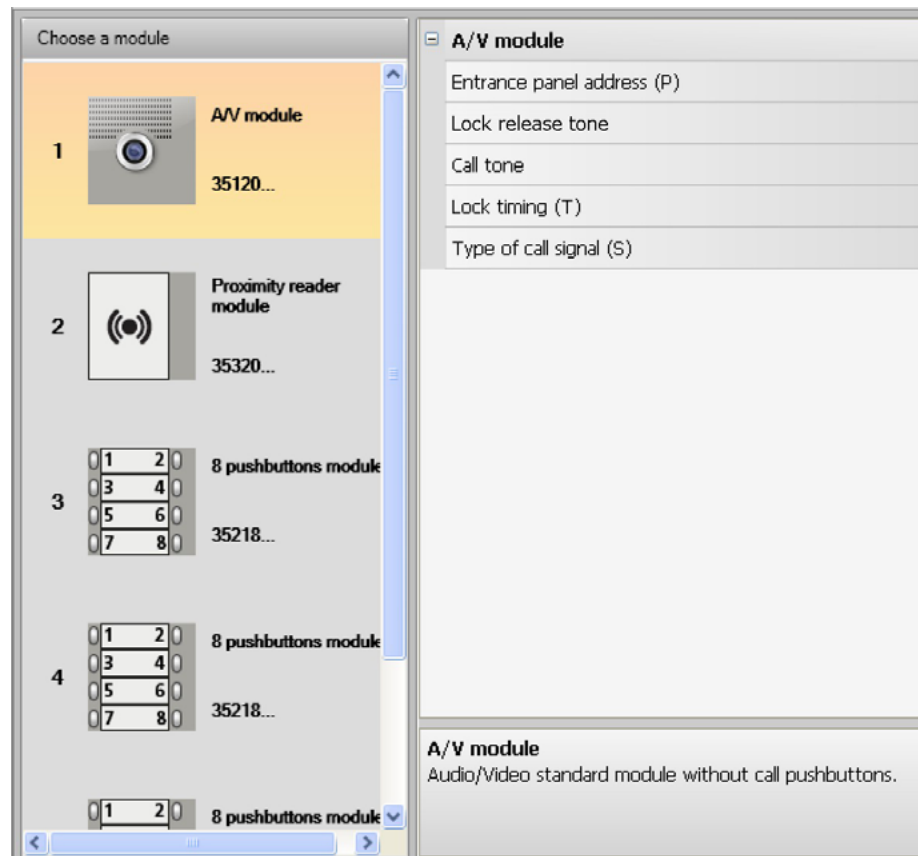 Choose a module
1
A/V module
35120...
2
Proximity reader
module
35320...
3
1 2
3 4
5 6
7 8
8 pushbuttons module
35218...
4
1 2
3 4
5 6
7 8
8 pushbuttons module
35218...
1 2
8 pushbuttons module
A/V module
Entrance panel address (P)
Lock release tone
Call tone
Lock timing (T)
Type of call signal (S)
A/V module
Audio/Video standard module without call pushbuttons.